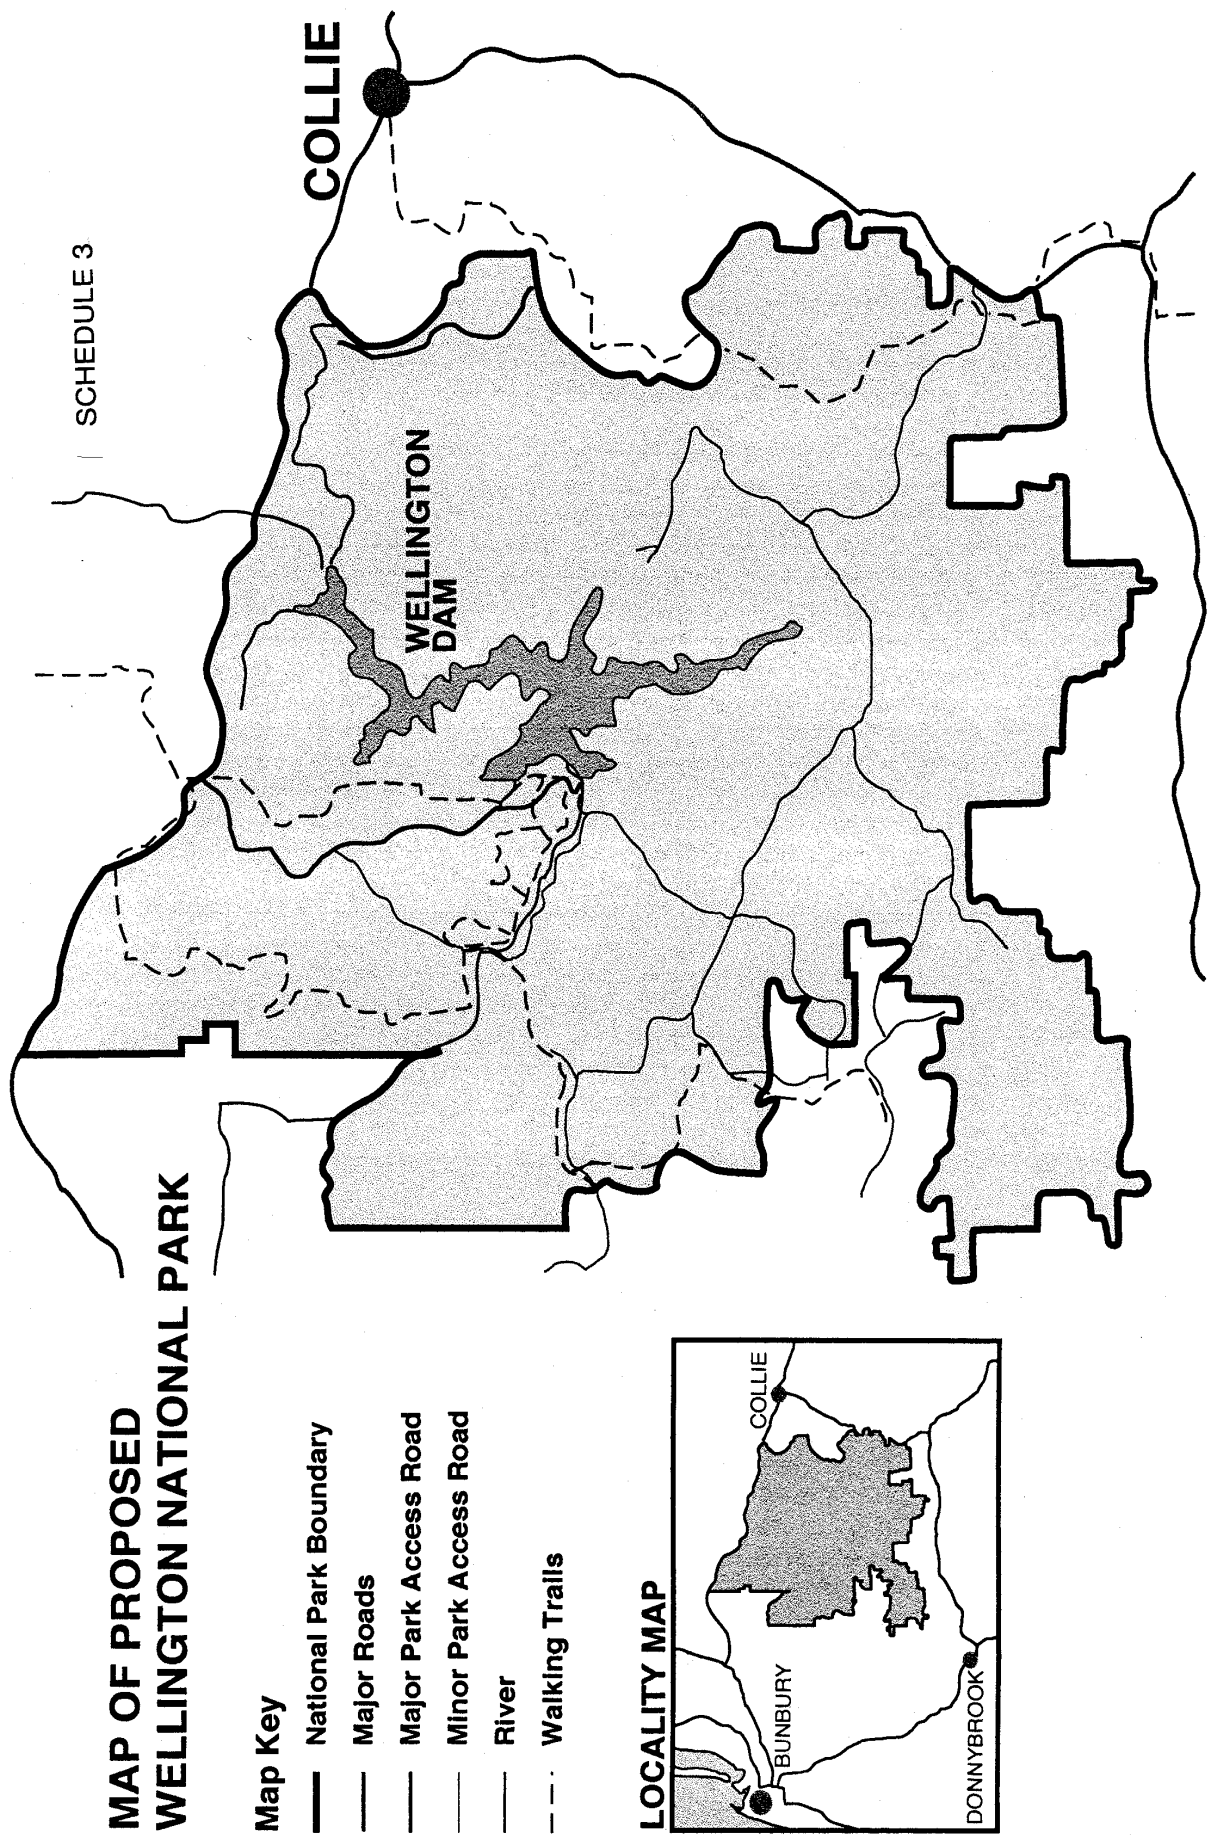 SCHEDULE 3
MAP OF PROPOSED
WELLINGTON NATIONAL PARK
COLLIE
WELLINGTON
DAM
Map Key
National Park Boundary
Major Roads
Major Park Access Road
Minor Park Access Road
River
Walking Trails
LOCALITY MAP
COLLIE
BUNBURY
DONNYBROOK